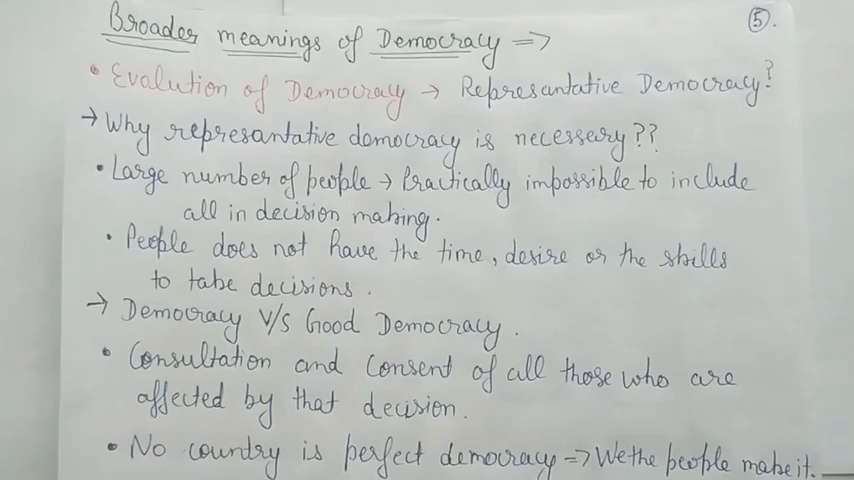 5.
Broader meanings of Democracy =>
• Evalution of Democracy → Represantative Democracy?
→ Why represantative democracy is necessery??
• Large number of people → Practically impossible to include
all in decision making.
• People does not have the time, desire or the skills
to take decisions.
→ Democracy V/s Good Democracy.
• Consultation and Consent of all those who are
affected by that decision.
• No country is perfect democracy => We the people make it.